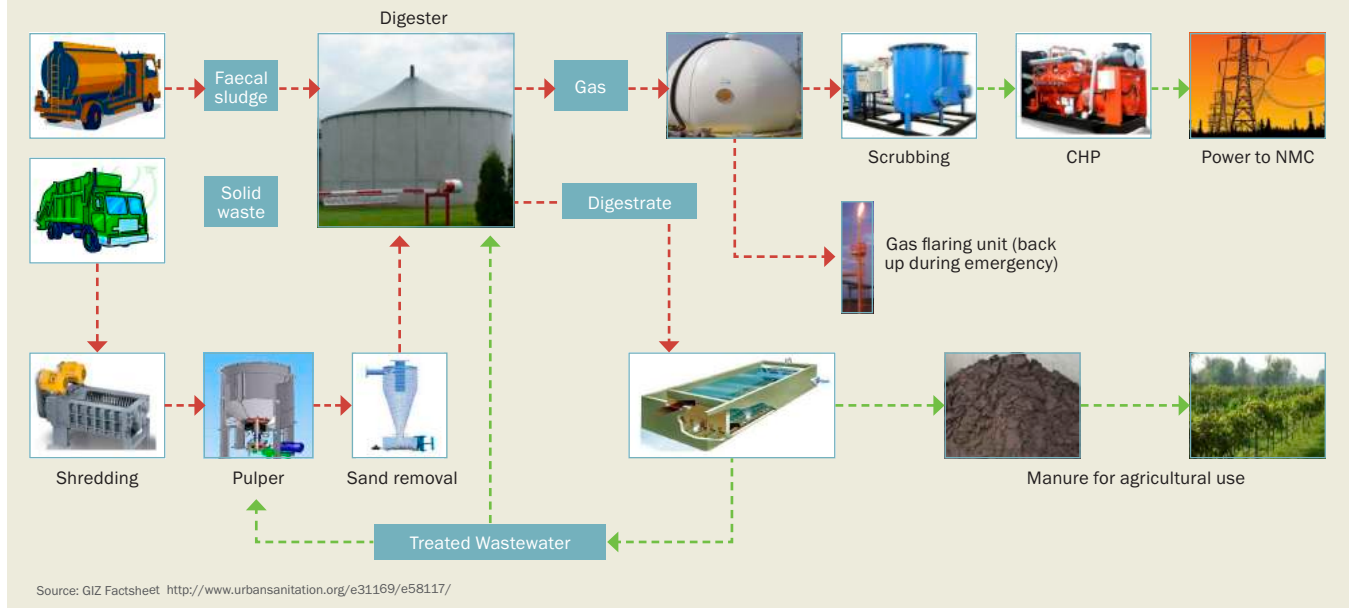 Digester
Faecal
sludge
Gas
Scrubbing
CHP
Power to NMC
Solid
waste
Digestrate
Gas flaring unit (back
up during emergency)
Shredding
Pulper
Sand removal
Manure for agricultural use
Treated Wastewater
Source: GIZ Factsheet http://www.urbansanitation.org/e31169/e58117/